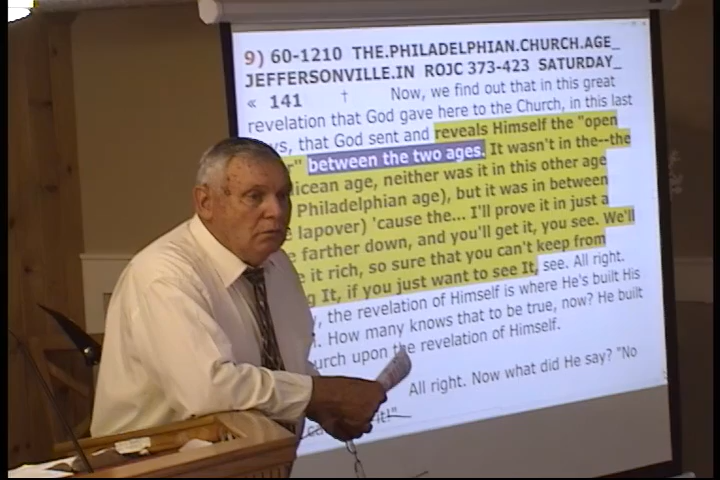 9) 60-1210 THE.PHILADELPHIAN.CHURCH.AGE_
JEFFERSONVILLE.IN ROJC 373-423 SATURDAY_
« 141 † Now, we find out that in this great
revelation that God gave here to the Church, in this last
ys, that God sent and reveals Himself the "open
" between the two ages. It wasn't in the--the
icean age, neither was it in this other age
Philadelphian age), but it was in between
lapover) 'cause the... I'll prove it in just a
e farther down, and you'll get it, you see. We'll
e it rich, so sure that you can't keep from
g It, if you just want to see It, see. All right.
, the revelation of Himself is where He's built His
. How many knows that to be true, now? He built
urch upon the revelation of Himself.
All right. Now what did He say? "No
it!"